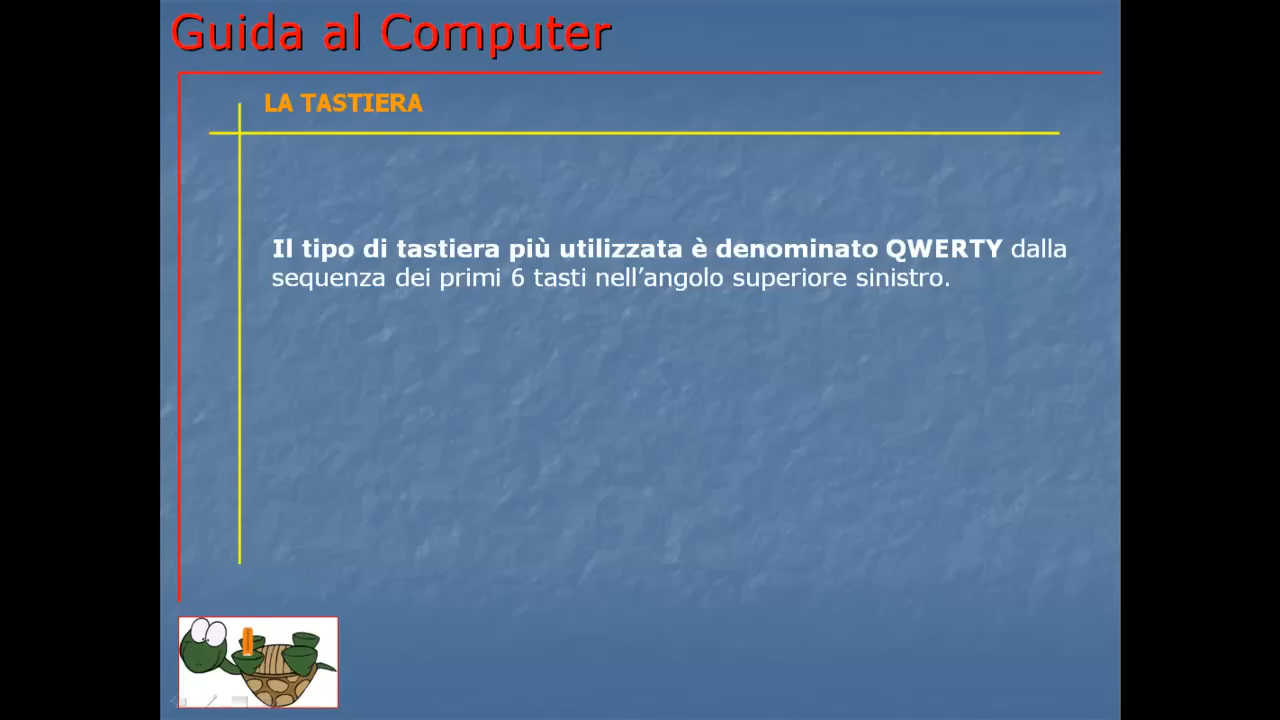 Guida al Computer
LA TASTIERA
Il tipo di tastiera più utilizzata è denominato QWERTY dalla
sequenza dei primi 6 tasti nell’angolo superiore sinistro.